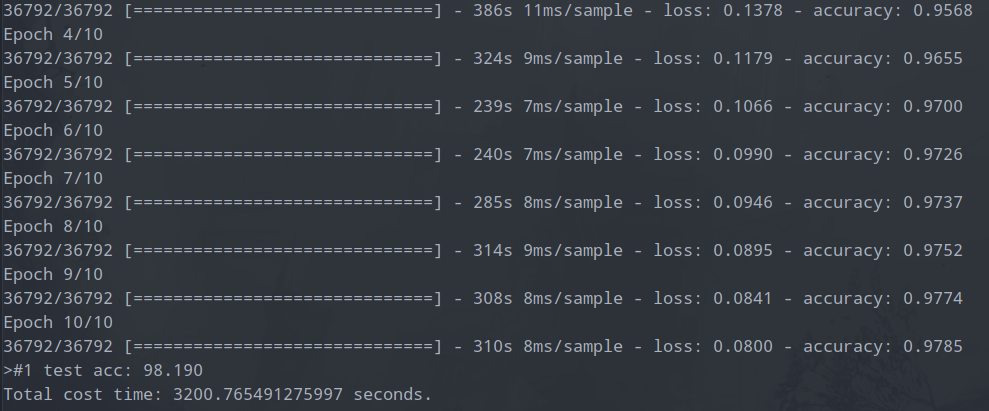 36792/36792 [==============================] - 386s 11ms/sample - loss: 0.1378 - accuracy: 0.9568
Epoch 4/10
36792/36792 [==============================] - 324s 9ms/sample - loss: 0.1179 - accuracy: 0.9655
Epoch 5/10
36792/36792 [==============================] - 239s 7ms/sample - loss: 0.1066 - accuracy: 0.9700
Epoch 6/10
36792/36792 [==============================] - 240s 7ms/sample - loss: 0.0990 - accuracy: 0.9726
Epoch 7/10
36792/36792 [==============================] - 285s 8ms/sample - loss: 0.0946 - accuracy: 0.9737
Epoch 8/10
36792/36792 [==============================] - 314s 9ms/sample - loss: 0.0895 - accuracy: 0.9752
Epoch 9/10
36792/36792 [==============================] - 308s 8ms/sample - loss: 0.0841 - accuracy: 0.9774
Epoch 10/10
36792/36792 [==============================] - 310s 8ms/sample - loss: 0.0800 - accuracy: 0.9785
>#1 test acc: 98.190
Total cost time: 3200.765491275997 seconds.